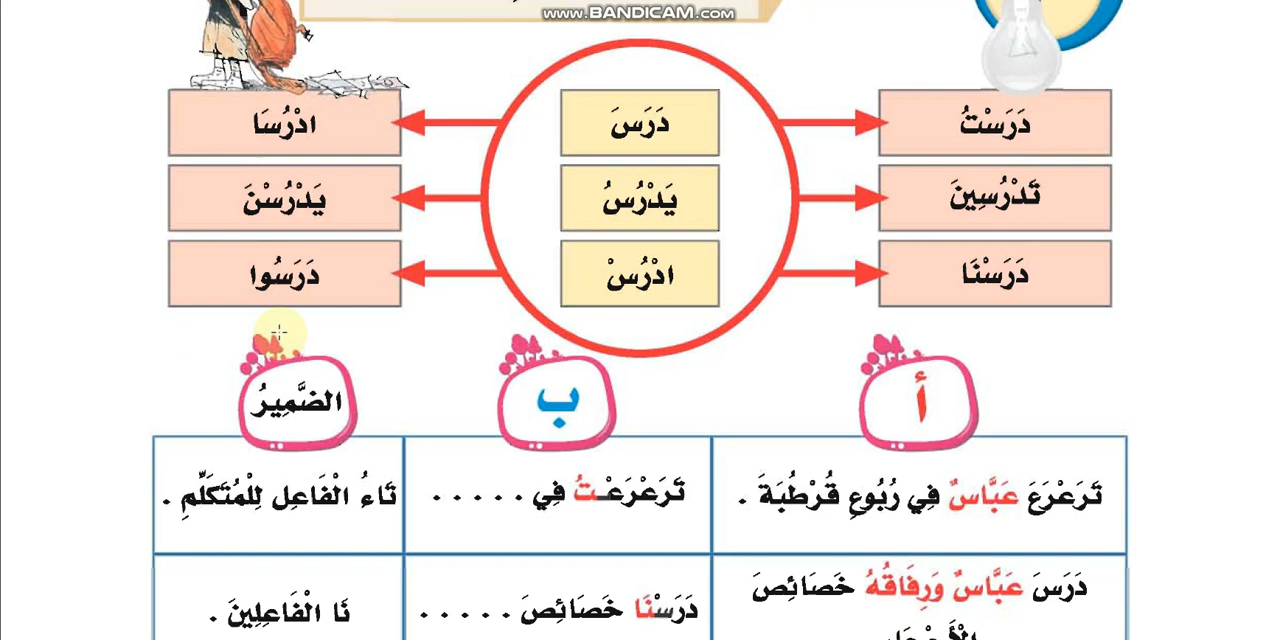 www.BANDICAM.com
دَرَسْتُ
دَرَسَ
ادْرُسَا
تَدْرُسِينَ
يَدْرُسُ
يَدْرُسْنَ
دَرَسْنَا
ادْرُسْ
دَرَسُوا
أ
ب
الضَّمِيرُ
تَرَعْرَعَ عَبَّاسٌ فِي رُبُوعِ قُرْطُبَةَ .
تَرَعْرَعْـتُ فِي . . . . .
تَاءُ الْفَاعِلِ لِلْمُتَكَلِّمِ .
دَرَسَ عَبَّاسٌ وَرِفَاقُهُ خَصَائِصَ
دَرَسْنَا خَصَائِصَ . . . . .
نَا الْفَاعِلِينَ .